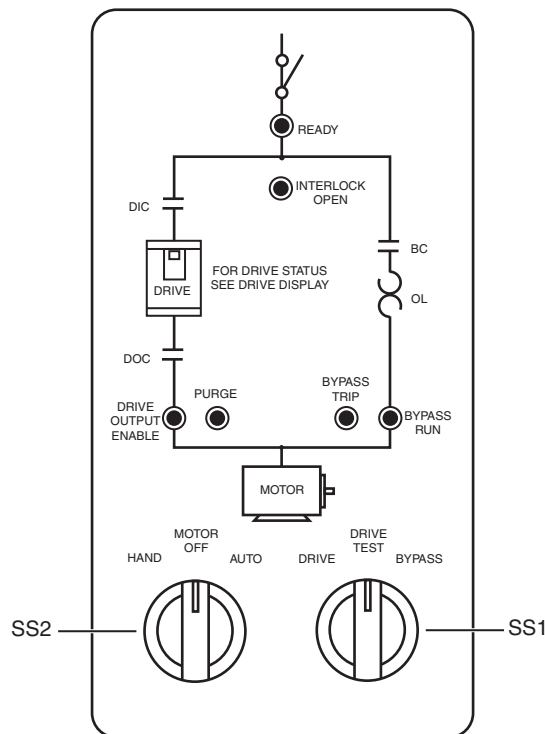 READY
INTERLOCK
OPEN
DIC
BC
FOR DRIVE STATUS
SEE DRIVE DISPLAY
DRIVE
OL
DOC
DRIVE
OUTPUT
ENABLE
PURGE
BYPASS
TRIP
BYPASS
RUN
MOTOR
HAND
MOTOR
OFF
AUTO
DRIVE
DRIVE
TEST
BYPASS
SS2
SS1